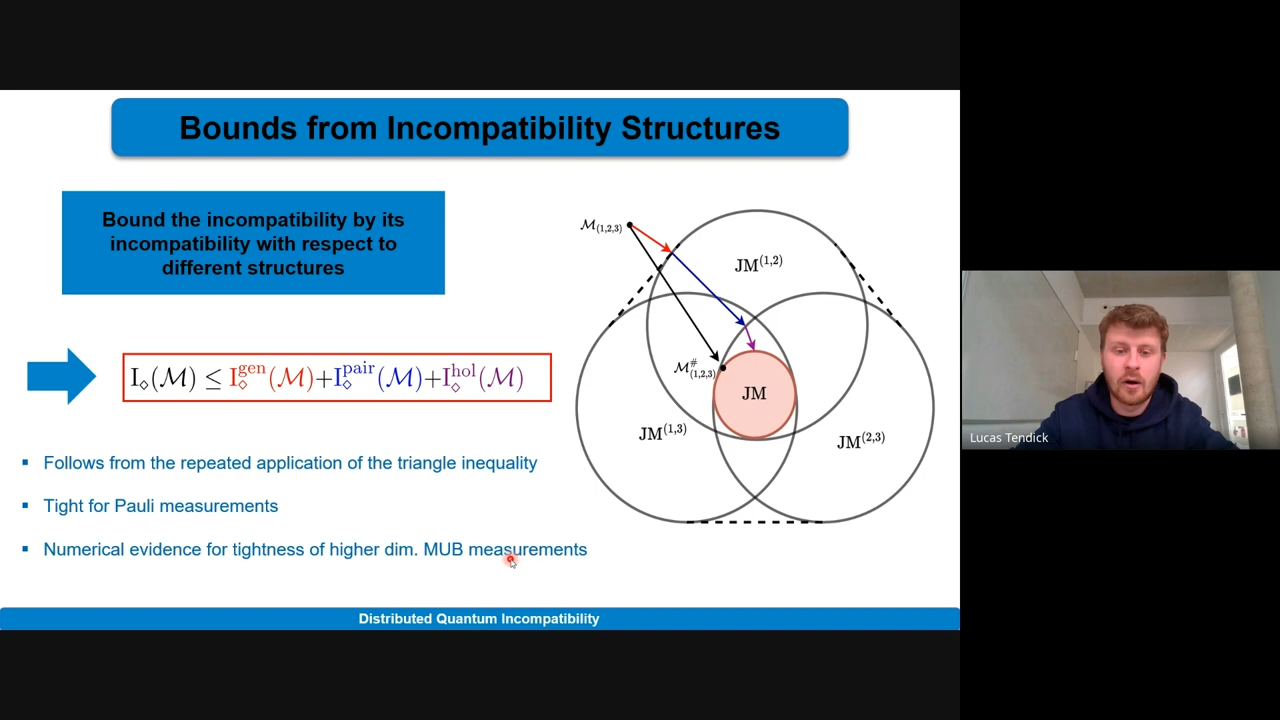 Bounds from Incompatibility Structures
Bound the incompatibility by its
incompatibility with respect to
different structures
I⋄(ℳ) ≤ I⋄^gen(ℳ)+I⋄^pair(ℳ)+I⋄^hol(ℳ)
▪ Follows from the repeated application of the triangle inequality
▪ Tight for Pauli measurements
▪ Numerical evidence for tightness of higher dim. MUB measurements
ℳ(1,2,3)
JM^(1,2)
ℳ^#(1,2,3)
JM
JM^(1,3)
JM^(2,3)
Distributed Quantum Incompatibility
Lucas Tendick